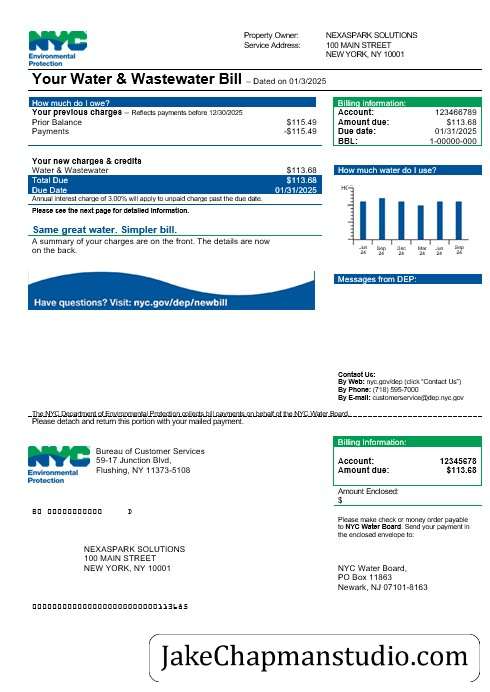 NYC
Environmental
Protection
Property Owner: NEXASPARK SOLUTIONS
Service Address: 100 MAIN STREET
NEW YORK, NY 10001
Your Water & Wastewater Bill – Dated on 01/3/2025
How much do I owe?
Your previous charges – Reflects payments before 12/30/2025
Prior Balance $115.49
Payments -$115.49
Your new charges & credits
Water & Wastewater $113.68
Total Due $113.68
Due Date 01/31/2025
Annual interest charge of 3.00% will apply to unpaid charge past the due date.
Please see the next page for detailed information.
Same great water. Simpler bill.
A summary of your charges are on the front. The details are now
on the back.
Have questions? Visit: nyc.gov/dep/newbill
Billing information:
Account: 123466789
Amount due: $113.68
Due date: 01/31/2025
BBL: 1-00000-000
How much water do I use?
Jun Sep Dec Mar Jun Sep
24 24 24 24 24 24
Messages from DEP:
Contact Us:
By Web: nyc.gov/dep (click "Contact Us")
By Phone: (718) 595-7000
By E-mail: customerservice@dep.nyc.gov
The NYC Department of Environmental Protection collects bill payments on behalf of the NYC Water Board.
Please detach and return this portion with your mailed payment.
NYC
Environmental
Protection
Bureau of Customer Services
59-17 Junction Blvd,
Flushing, NY 11373-5108
Billing Information:
Account: 12345678
Amount due: $113.68
Amount Enclosed:
$
Please make check or money order payable
to NYC Water Board. Send your payment in
the enclosed envelope to:
NEXASPARK SOLUTIONS
100 MAIN STREET
NEW YORK, NY 10001
NYC Water Board,
PO Box 11863
Newark, NJ 07101-8163
JakeChapmanstudio.com